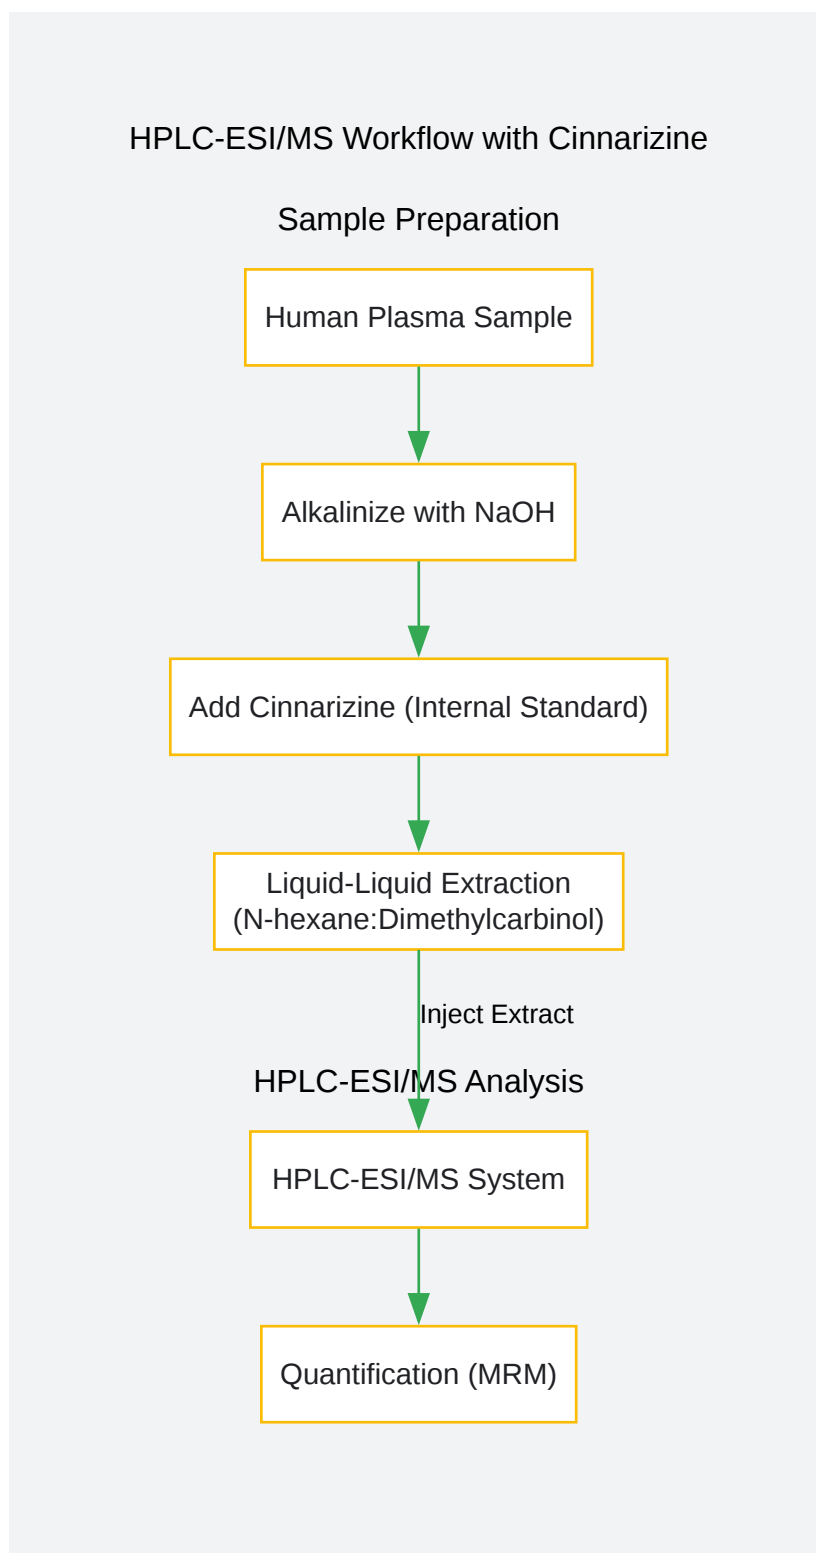 HPLC-ESI/MS Workflow with Cinnarizine
Sample Preparation
Human Plasma Sample
Alkalinize with NaOH
Add Cinnarizine (Internal Standard)
Liquid-Liquid Extraction
(N-hexane:Dimethylcarbinol)
Inject Extract
HPLC-ESI/MS Analysis
HPLC-ESI/MS System
Quantification (MRM)